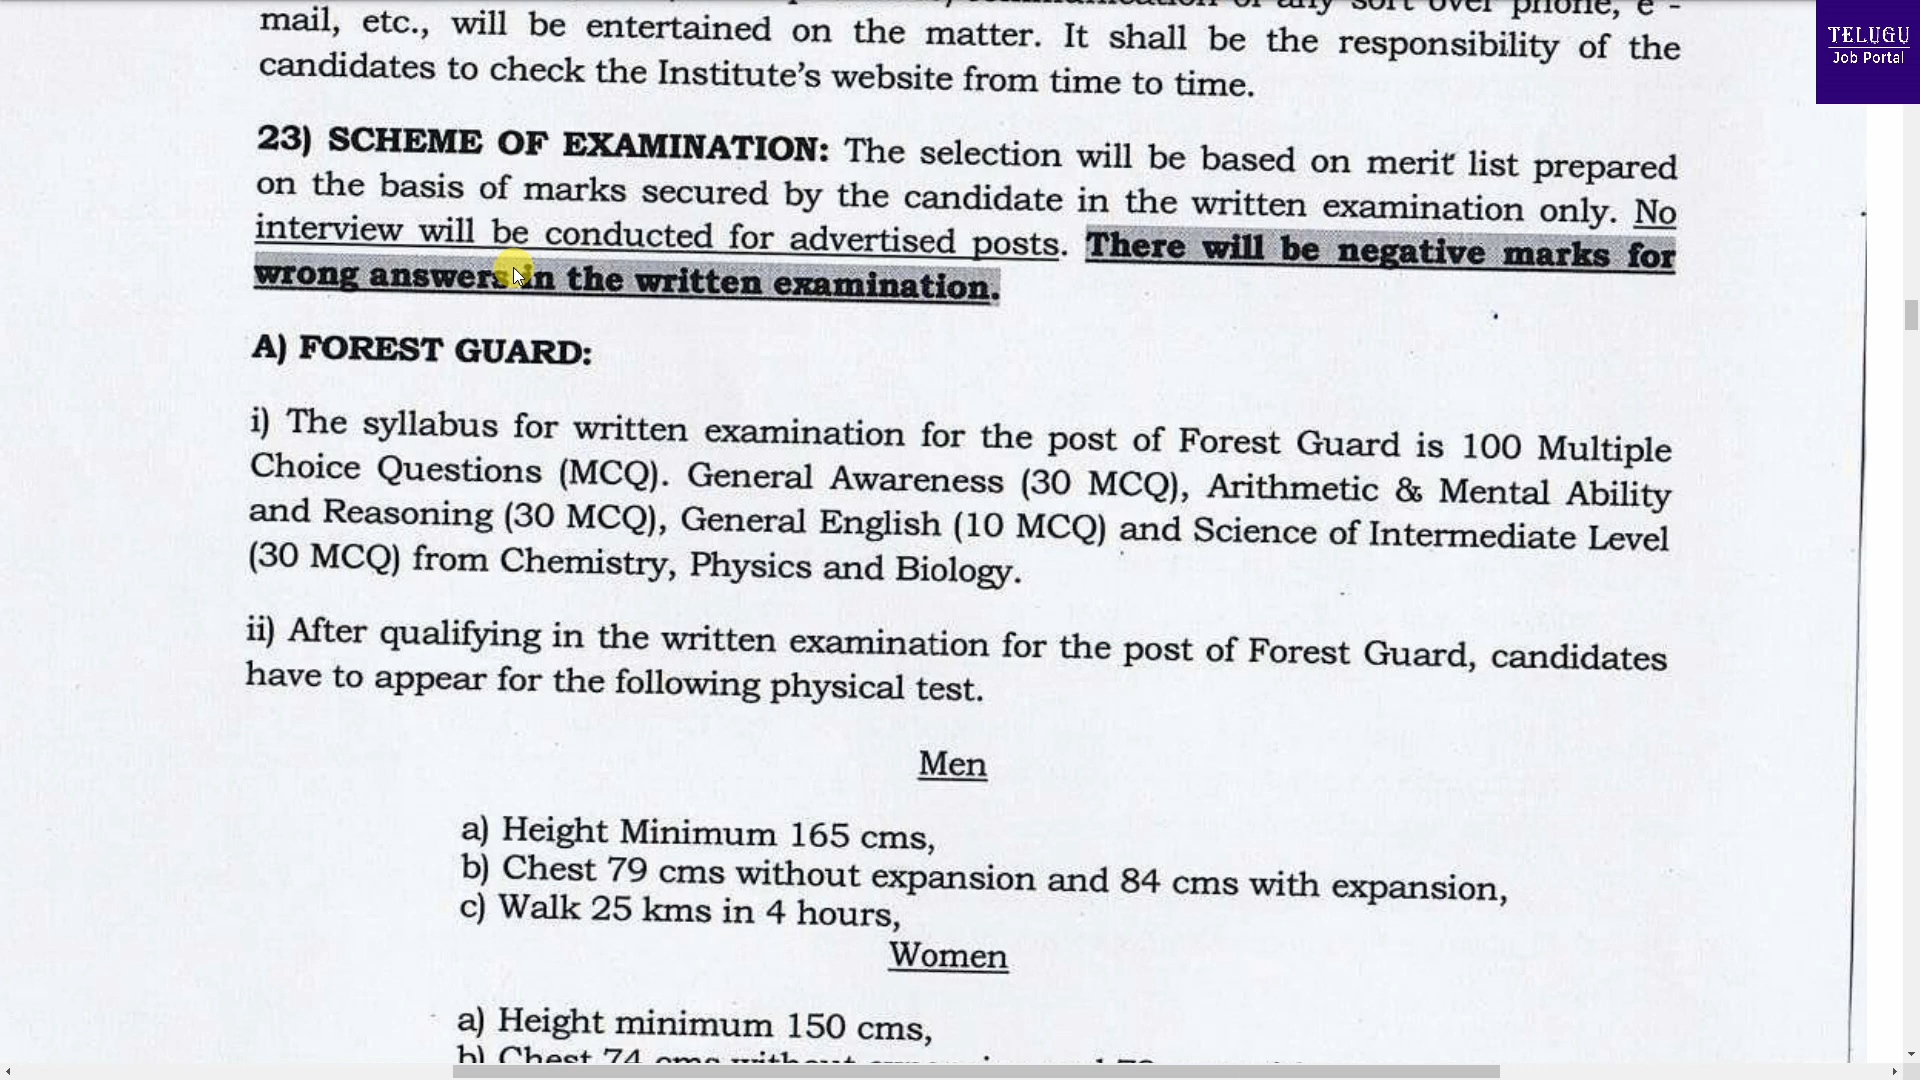 mail, etc., will be entertained on the matter. It shall be the responsibility of the
candidates to check the Institute's website from time to time.
TELUGU
Job Portal
23) SCHEME OF EXAMINATION: The selection will be based on merit list prepared
on the basis of marks secured by the candidate in the written examination only. No
interview will be conducted for advertised posts. There will be negative marks for
wrong answers in the written examination.
A) FOREST GUARD:
i) The syllabus for written examination for the post of Forest Guard is 100 Multiple
Choice Questions (MCQ). General Awareness (30 MCQ), Arithmetic & Mental Ability
and Reasoning (30 MCQ), General English (10 MCQ) and Science of Intermediate Level
(30 MCQ) from Chemistry, Physics and Biology.
ii) After qualifying in the written examination for the post of Forest Guard, candidates
have to appear for the following physical test.
Men
a) Height Minimum 165 cms,
b) Chest 79 cms without expansion and 84 cms with expansion,
c) Walk 25 kms in 4 hours,
Women
a) Height minimum 150 cms,
b) Chest 74 cms without